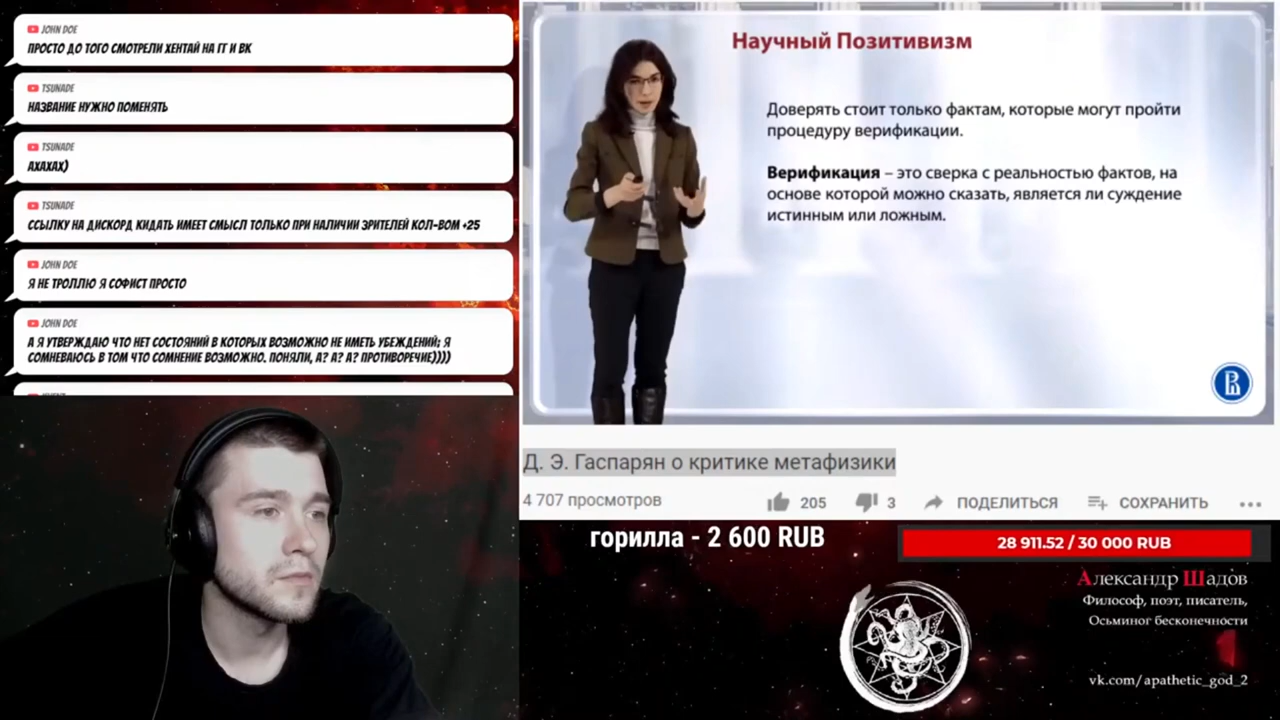 JOHN DOE
ПРОСТО ДО ТОГО СМОТРЕЛИ ХЕНТАЙ НА ГГ И ВК
TSUNADE
НАЗВАНИЕ НУЖНО ПОМЕНЯТЬ
TSUNADE
АХАХАХ)
TSUNADE
ССЫЛКУ НА ДИСКОРД КИДАТЬ ИМЕЕТ СМЫСЛ ТОЛЬКО ПРИ НАЛИЧИИ ЗРИТЕЛЕЙ КОЛ-ВОМ +25
JOHN DOE
Я НЕ ТРОЛЛЮ Я СОФИСТ ПРОСТО
JOHN DOE
А Я УТВЕРЖДАЮ ЧТО НЕТ СОСТОЯНИЙ В КОТОРЫХ ВОЗМОЖНО НЕ ИМЕТЬ УБЕЖДЕНИЙ; Я
СОМНЕВАЮСЬ В ТОМ ЧТО СОМНЕНИЕ ВОЗМОЖНО. ПОНЯЛИ, А? А? А? ПРОТИВОРЕЧИЕ))))
Научный Позитивизм
Доверять стоит только фактам, которые могут пройти
процедуру верификации.
Верификация – это сверка с реальностью фактов, на
основе которой можно сказать, является ли суждение
истинным или ложным.
Д. Э. Гаспарян о критике метафизики
4 707 просмотров
205
3
ПОДЕЛИТЬСЯ
СОХРАНИТЬ
горилла - 2 600 RUB
28 911.52 / 30 000 RUB
Александр Шадов
Философ, поэт, писатель,
Осьминог бесконечности
vk.com/apathetic_god_2